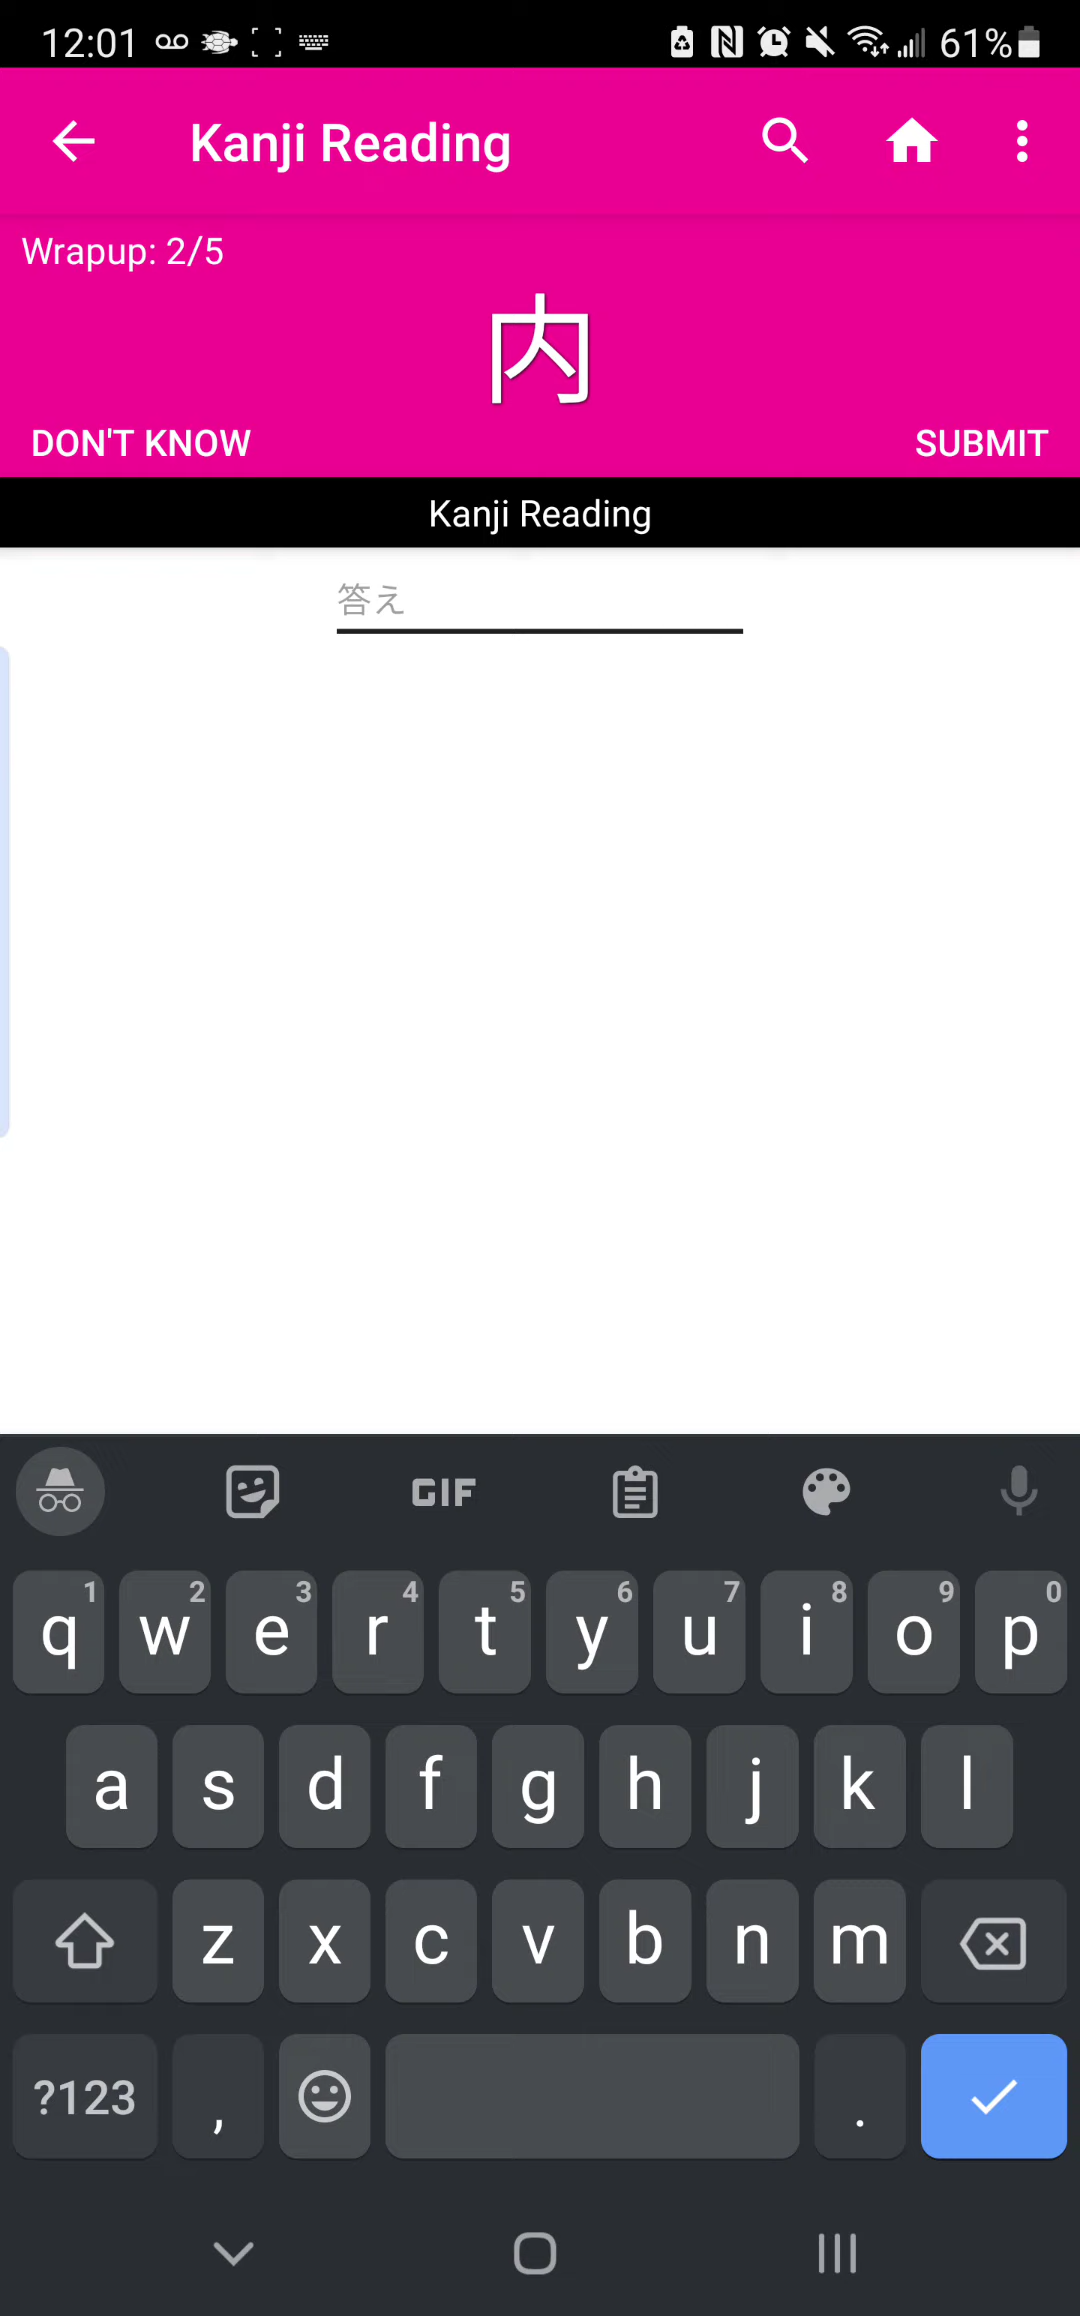 12:01 61%
Kanji Reading
Wrapup: 2/5
内
DON'T KNOW SUBMIT
Kanji Reading
答え
GIF
1 2 3 4 5 6 7 8 9 0
q w e r t y u i o p
a s d f g h j k l
z x c v b n m
?123 , .